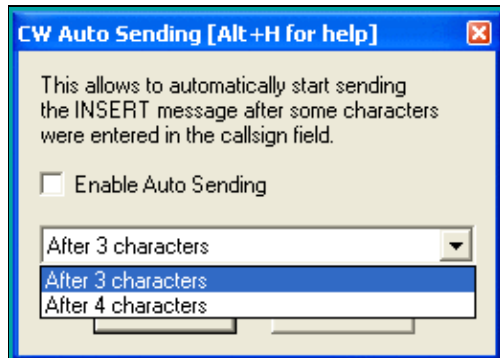 CW Auto Sending [Alt+H for help]
This allows to automatically start sending
the INSERT message after some characters
were entered in the callsign field.
Enable Auto Sending
After 3 characters
After 3 characters
After 4 characters